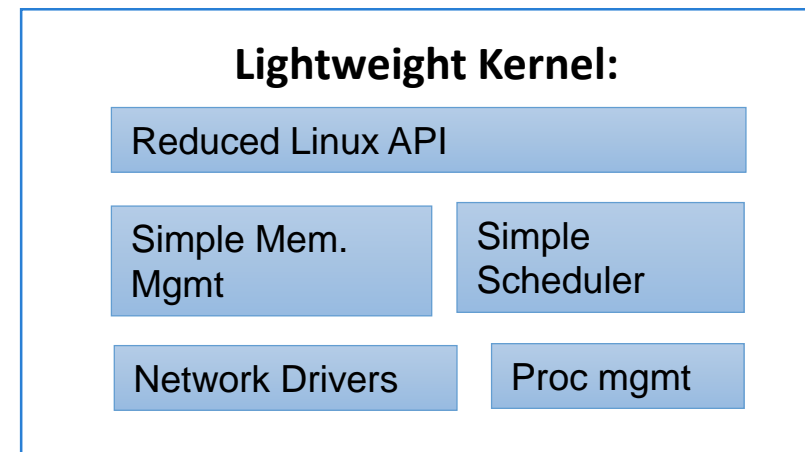 Lightweight Kernel:
Reduced Linux API
Simple Mem.
Mgmt
Simple
Scheduler
Network Drivers
Proc mgmt